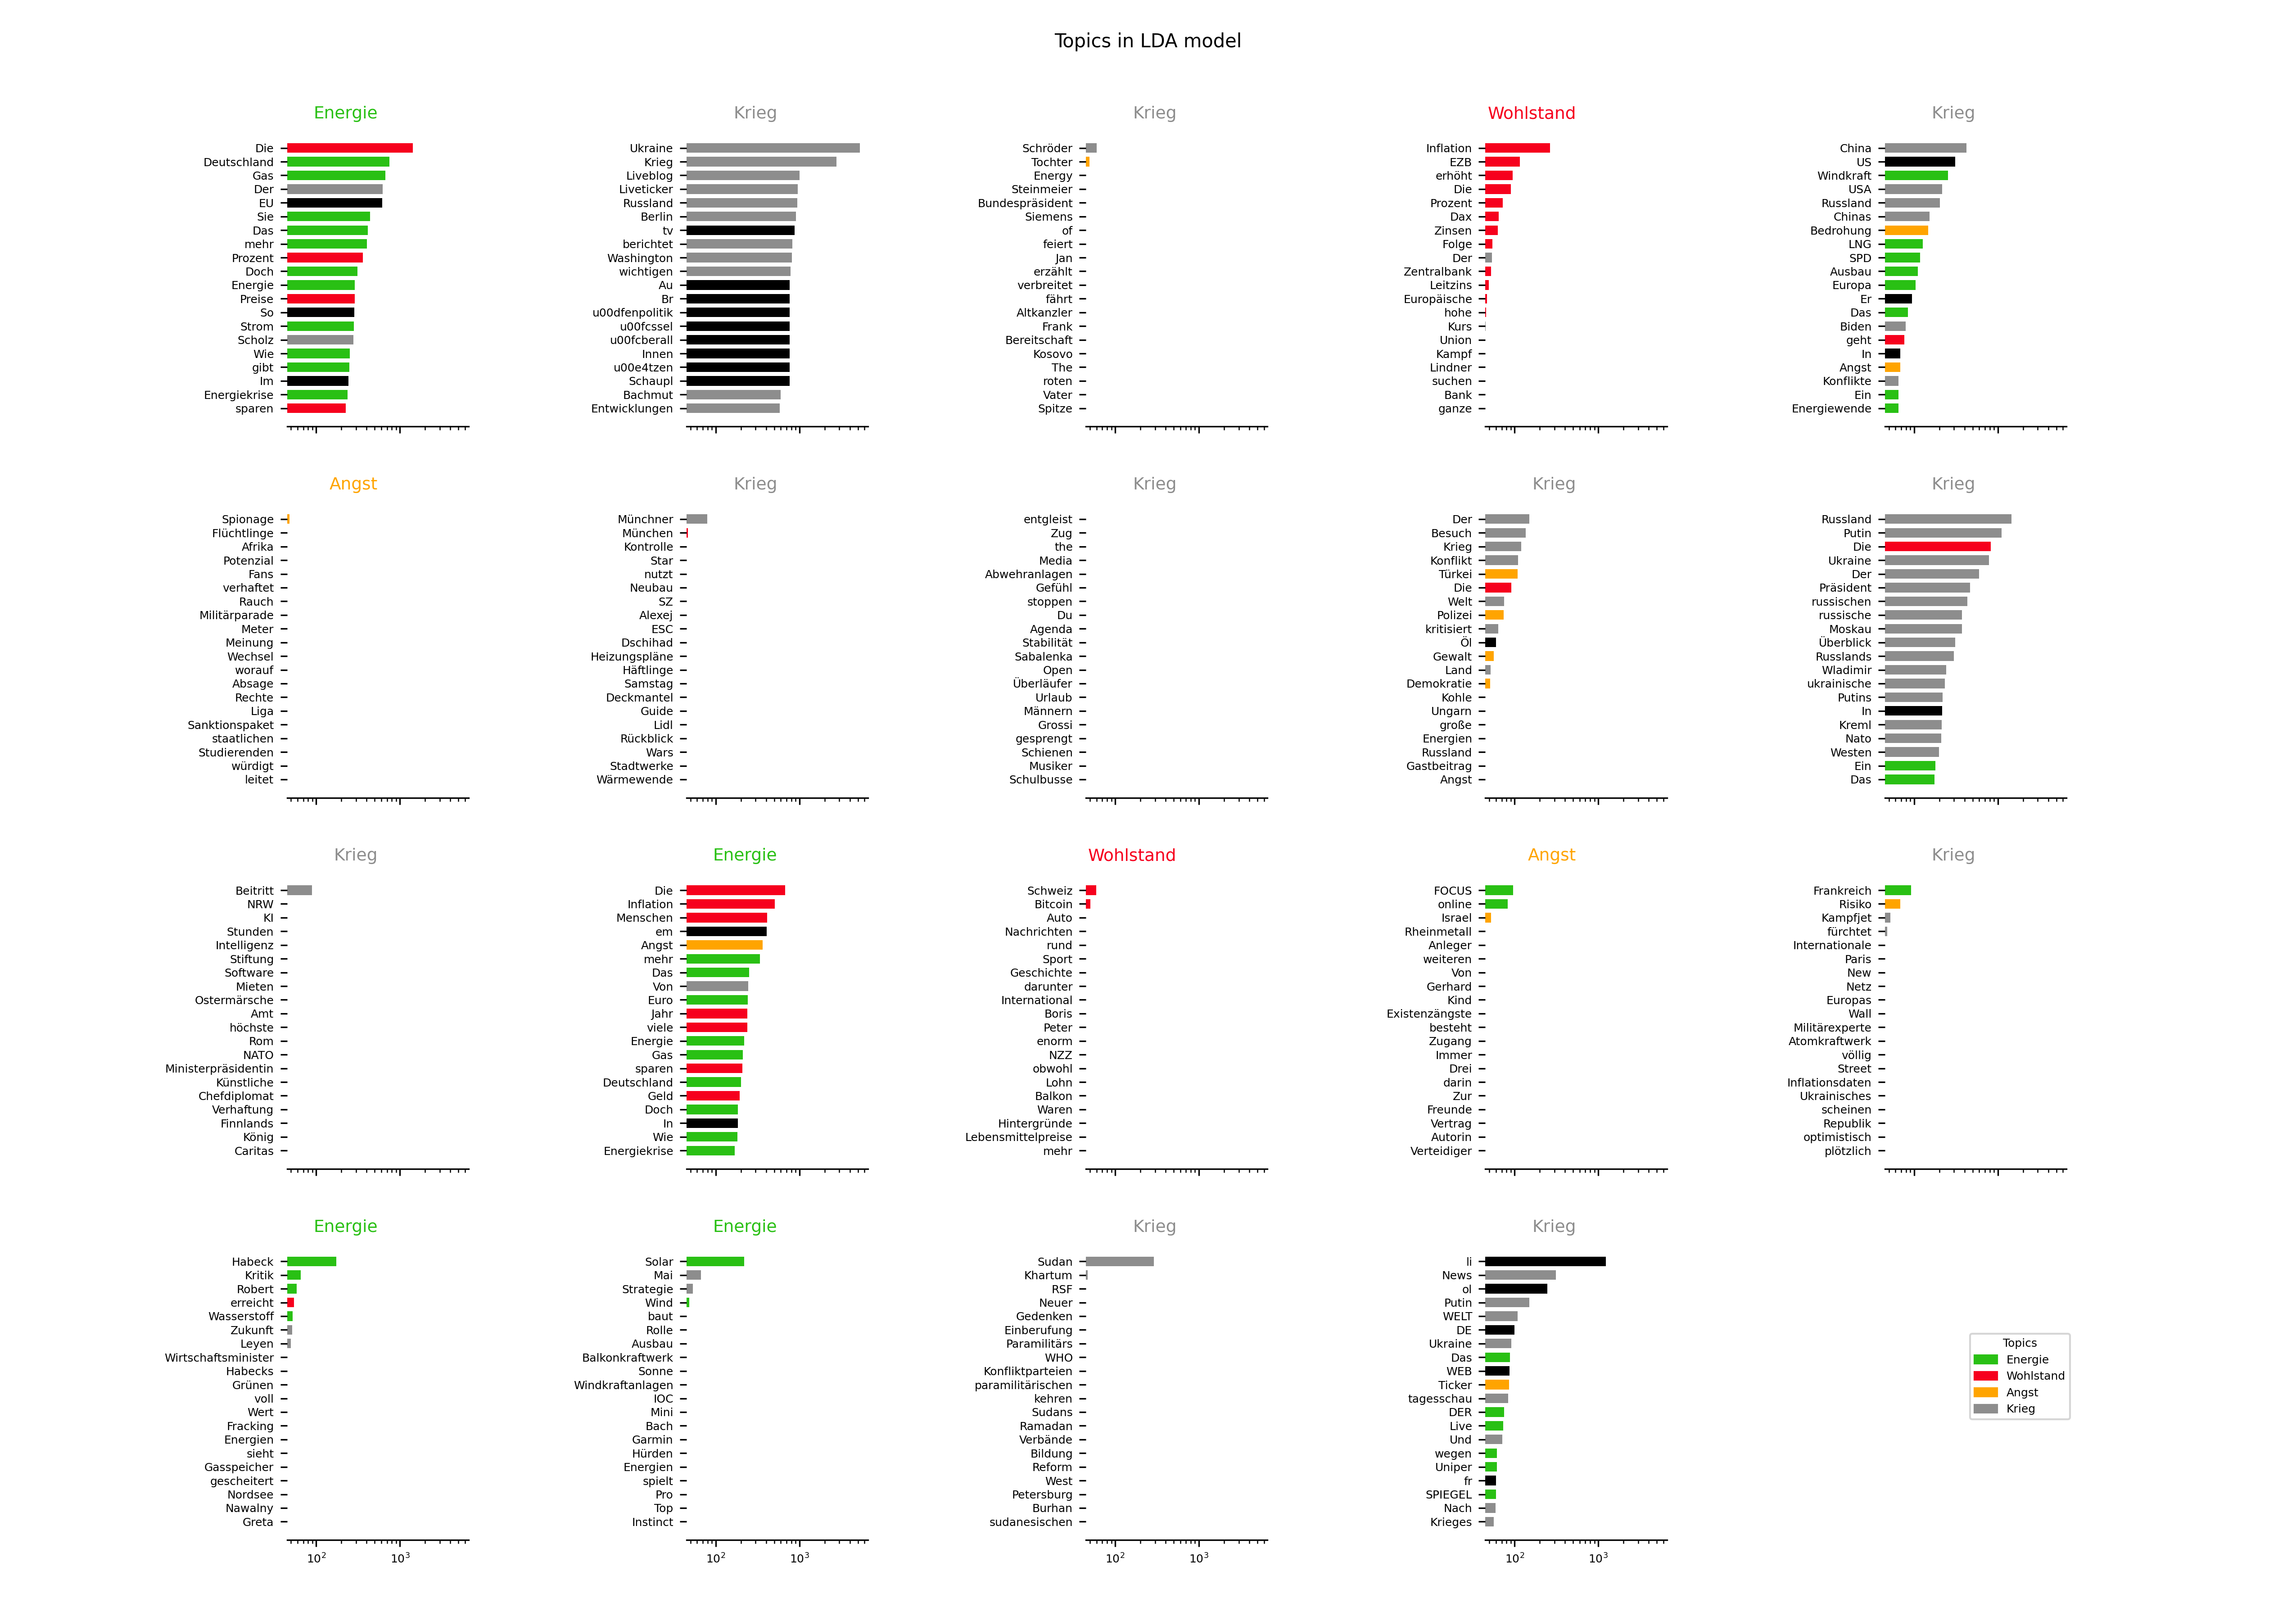 Topics in LDA model
Energie
Die
Deutschland
Gas
Der
EU
Sie
Das
mehr
Prozent
Doch
Energie
Preise
So
Strom
Scholz
Wie
gibt
Im
Energiekrise
sparen
Krieg
Ukraine
Krieg
Liveblog
Liveticker
Russland
Berlin
tv
berichtet
Washington
wichtigen
Au
Br
u00dfenpolitik
u00fcssel
u00fcberall
Innen
u00e4tzen
Schaupl
Bachmut
Entwicklungen
Krieg
Schröder
Tochter
Energy
Steinmeier
Bundespräsident
Siemens
of
feiert
Jan
erzählt
verbreitet
fährt
Altkanzler
Frank
Bereitschaft
Kosovo
The
roten
Vater
Spitze
Wohlstand
Inflation
EZB
erhöht
Die
Prozent
Dax
Zinsen
Folge
Der
Zentralbank
Leitzins
Europäische
hohe
Kurs
Union
Kampf
Lindner
suchen
Bank
ganze
Krieg
China
US
Windkraft
USA
Russland
Chinas
Bedrohung
LNG
SPD
Ausbau
Europa
Er
Das
Biden
geht
In
Angst
Konflikte
Ein
Energiewende
Angst
Spionage
Flüchtlinge
Afrika
Potenzial
Fans
verhaftet
Rauch
Militärparade
Meter
Meinung
Wechsel
worauf
Absage
Rechte
Liga
Sanktionspaket
staatlichen
Studierenden
würdigt
leitet
Krieg
Münchner
München
Kontrolle
Star
nutzt
Neubau
SZ
Alexej
ESC
Dschihad
Heizungspläne
Häftlinge
Samstag
Deckmantel
Guide
Lidl
Rückblick
Wars
Stadtwerke
Wärmewende
Krieg
entgleist
Zug
the
Media
Abwehranlagen
Gefühl
stoppen
Du
Agenda
Stabilität
Sabalenka
Open
Überläufer
Urlaub
Männern
Grossi
gesprengt
Schienen
Musiker
Schulbusse
Krieg
Der
Besuch
Krieg
Konflikt
Türkei
Die
Welt
Polizei
kritisiert
Öl
Gewalt
Land
Demokratie
Kohle
Ungarn
große
Energien
Russland
Gastbeitrag
Angst
Krieg
Russland
Putin
Die
Ukraine
Der
Präsident
russischen
russische
Moskau
Überblick
Russlands
Wladimir
ukrainische
Putins
In
Kreml
Nato
Westen
Ein
Das
Krieg
Beitritt
NRW
KI
Stunden
Intelligenz
Stiftung
Software
Mieten
Ostermärsche
Amt
höchste
Rom
NATO
Ministerpräsidentin
Künstliche
Chefdiplomat
Verhaftung
Finnlands
König
Caritas
Energie
Die
Inflation
Menschen
em
Angst
mehr
Das
Von
Euro
Jahr
viele
Energie
Gas
sparen
Deutschland
Geld
Doch
In
Wie
Energiekrise
Wohlstand
Schweiz
Bitcoin
Auto
Nachrichten
rund
Sport
Geschichte
darunter
International
Boris
Peter
enorm
NZZ
obwohl
Lohn
Balkon
Waren
Hintergründe
Lebensmittelpreise
mehr
Angst
FOCUS
online
Israel
Rheinmetall
Anleger
weiteren
Von
Gerhard
Kind
Existenzängste
besteht
Zugang
Immer
Drei
darin
Zur
Freunde
Vertrag
Autorin
Verteidiger
Krieg
Frankreich
Risiko
Kampfjet
fürchtet
Internationale
Paris
New
Netz
Europas
Wall
Militärexperte
Atomkraftwerk
völlig
Street
Inflationsdaten
Ukrainisches
scheinen
Republik
optimistisch
plötzlich
Energie
Habeck
Kritik
Robert
erreicht
Wasserstoff
Zukunft
Leyen
Wirtschaftsminister
Habecks
Grünen
voll
Wert
Fracking
Energien
sieht
Gasspeicher
gescheitert
Nordsee
Nawalny
Greta
10² 10³
Energie
Solar
Mai
Strategie
Wind
baut
Rolle
Ausbau
Balkonkraftwerk
Sonne
Windkraftanlagen
IOC
Mini
Bach
Garmin
Hürden
Energien
spielt
Pro
Top
Instinct
10² 10³
Krieg
Sudan
Khartum
RSF
Neuer
Gedenken
Einberufung
Paramilitärs
WHO
Konfliktparteien
paramilitärischen
kehren
Sudans
Ramadan
Verbände
Bildung
Reform
West
Petersburg
Burhan
sudanesischen
10² 10³
Krieg
li
News
ol
Putin
WELT
DE
Ukraine
Das
WEB
Ticker
tagesschau
DER
Live
Und
wegen
Uniper
fr
SPIEGEL
Nach
Krieges
10² 10³
Topics
Energie
Wohlstand
Angst
Krieg